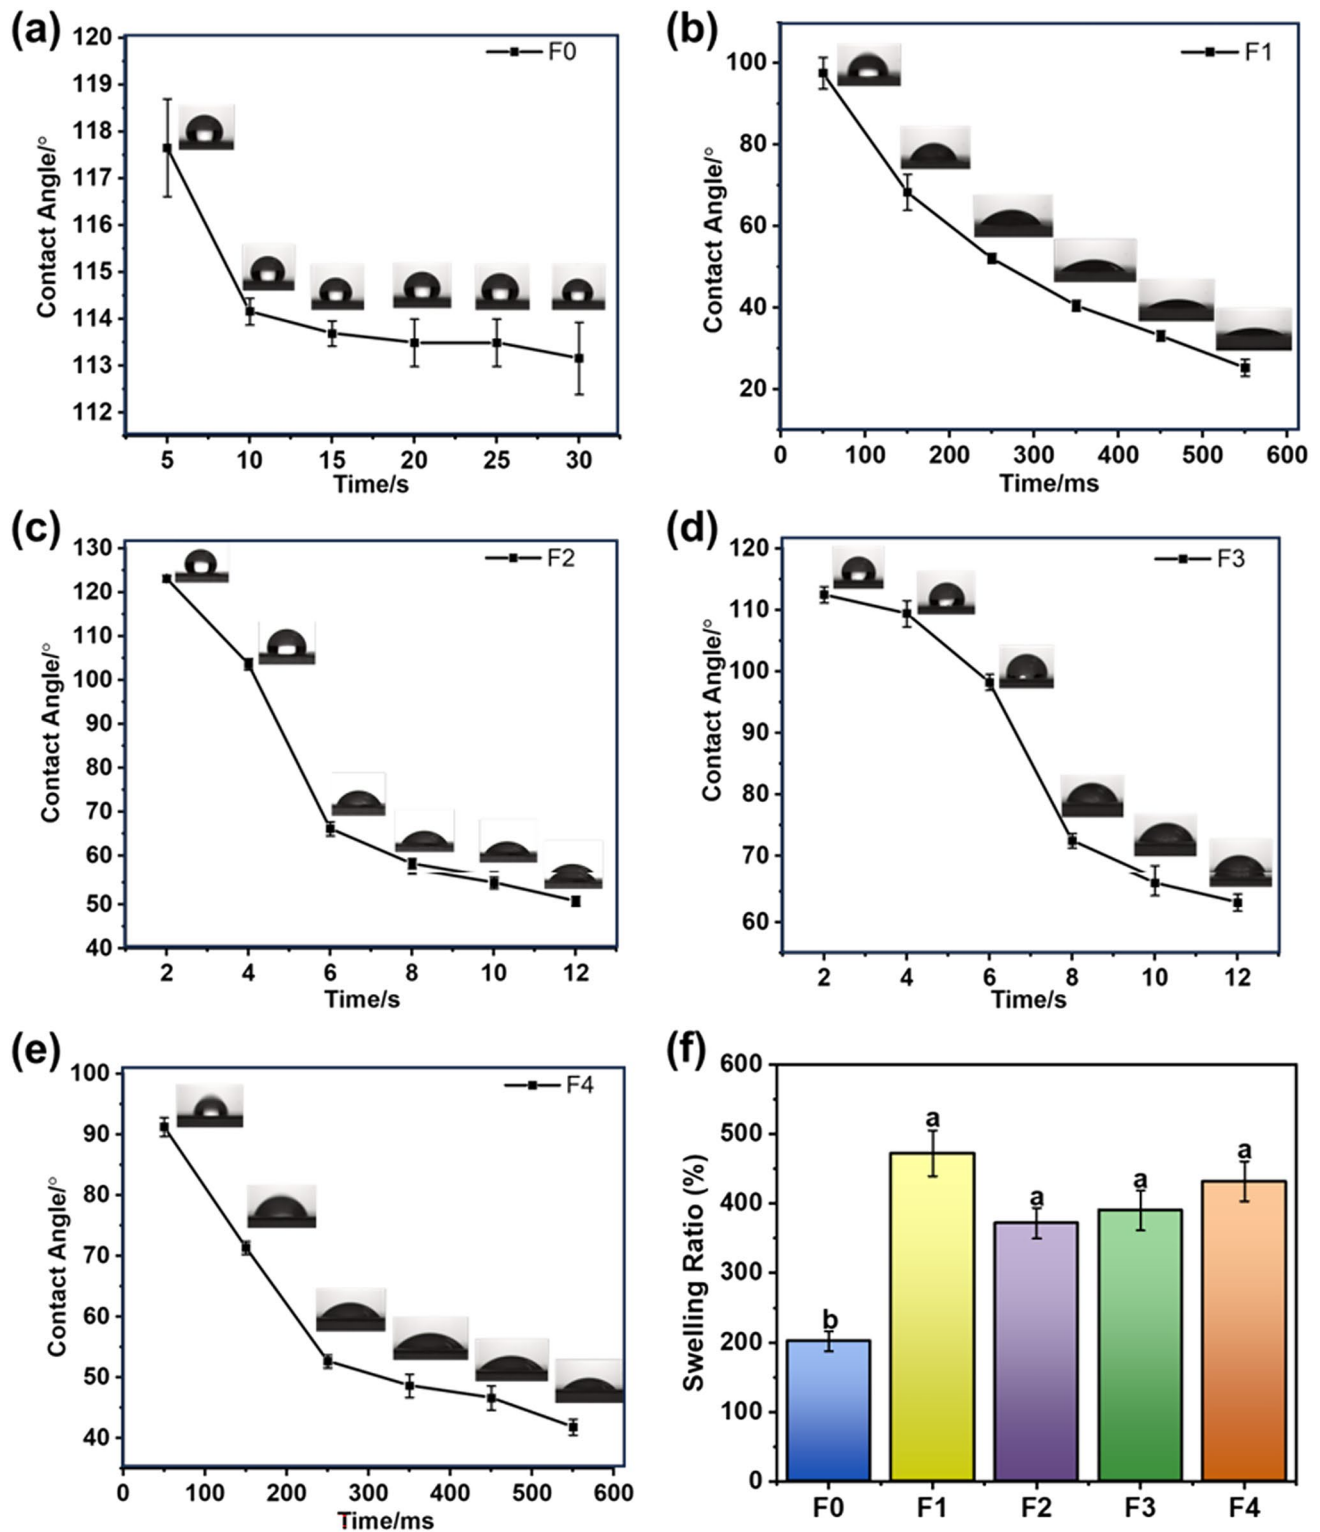 (a)
F0
120
119
118
117
116
115
114
113
112
Contact Angle/°
5 10 15 20 25 30
Time/s
(b)
F1
100
80
60
40
20
Contact Angle/°
0 100 200 300 400 500 600
Time/ms
(c)
F2
130
120
110
100
90
80
70
60
50
40
Contact Angle/°
2 4 6 8 10 12
Time/s
(d)
F3
120
110
100
90
80
70
60
Contact Angle/°
2 4 6 8 10 12
Time/s
(e)
F4
100
90
80
70
60
50
40
Contact Angle/°
0 100 200 300 400 500 600
Time/ms
(f)
600
500
400
300
200
100
0
Swelling Ratio (%)
b a a a a
F0 F1 F2 F3 F4